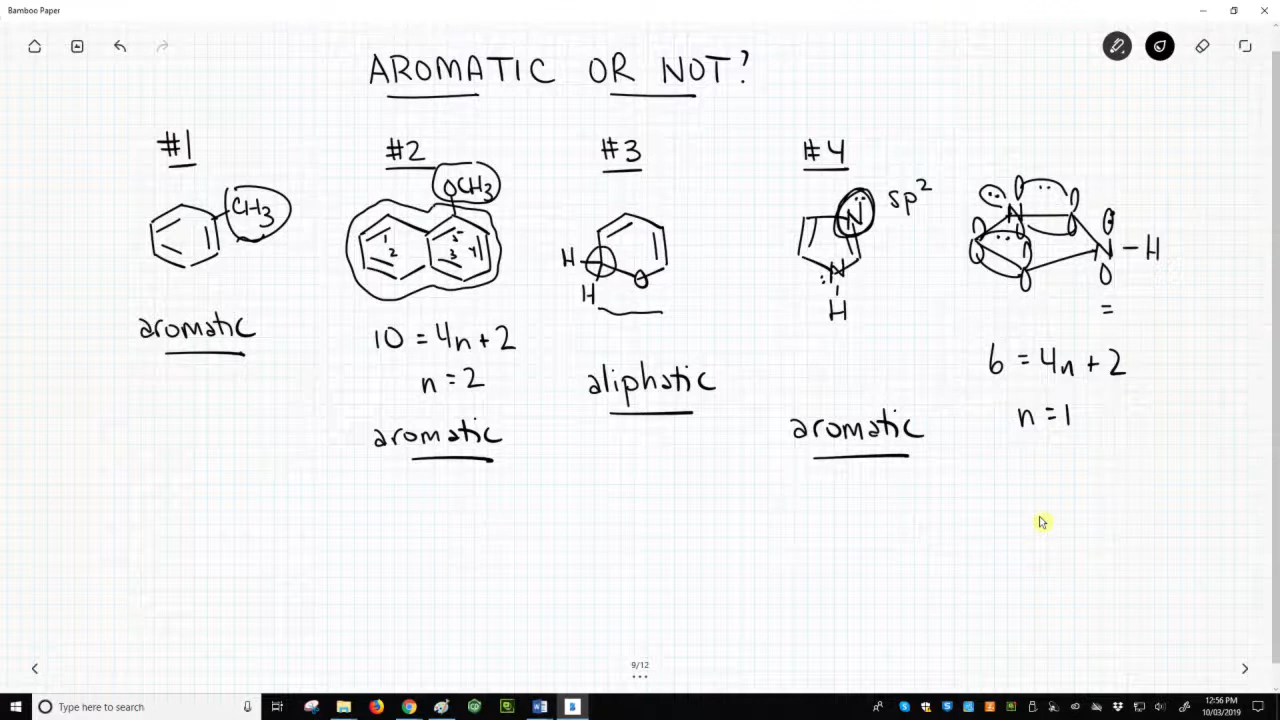 Bamboo Paper
AROMATIC OR NOT?
#1
#2
#3
#4
CH3
OCH3
1
2
3
4
5
H
H
O
N
N
H
sp2
N
N-H
aromatic
10 = 4n + 2
n = 2
aromatic
aliphatic
aromatic
6 = 4n + 2
n = 1
9/12
Type here to search
12:56 PM
10/03/2019